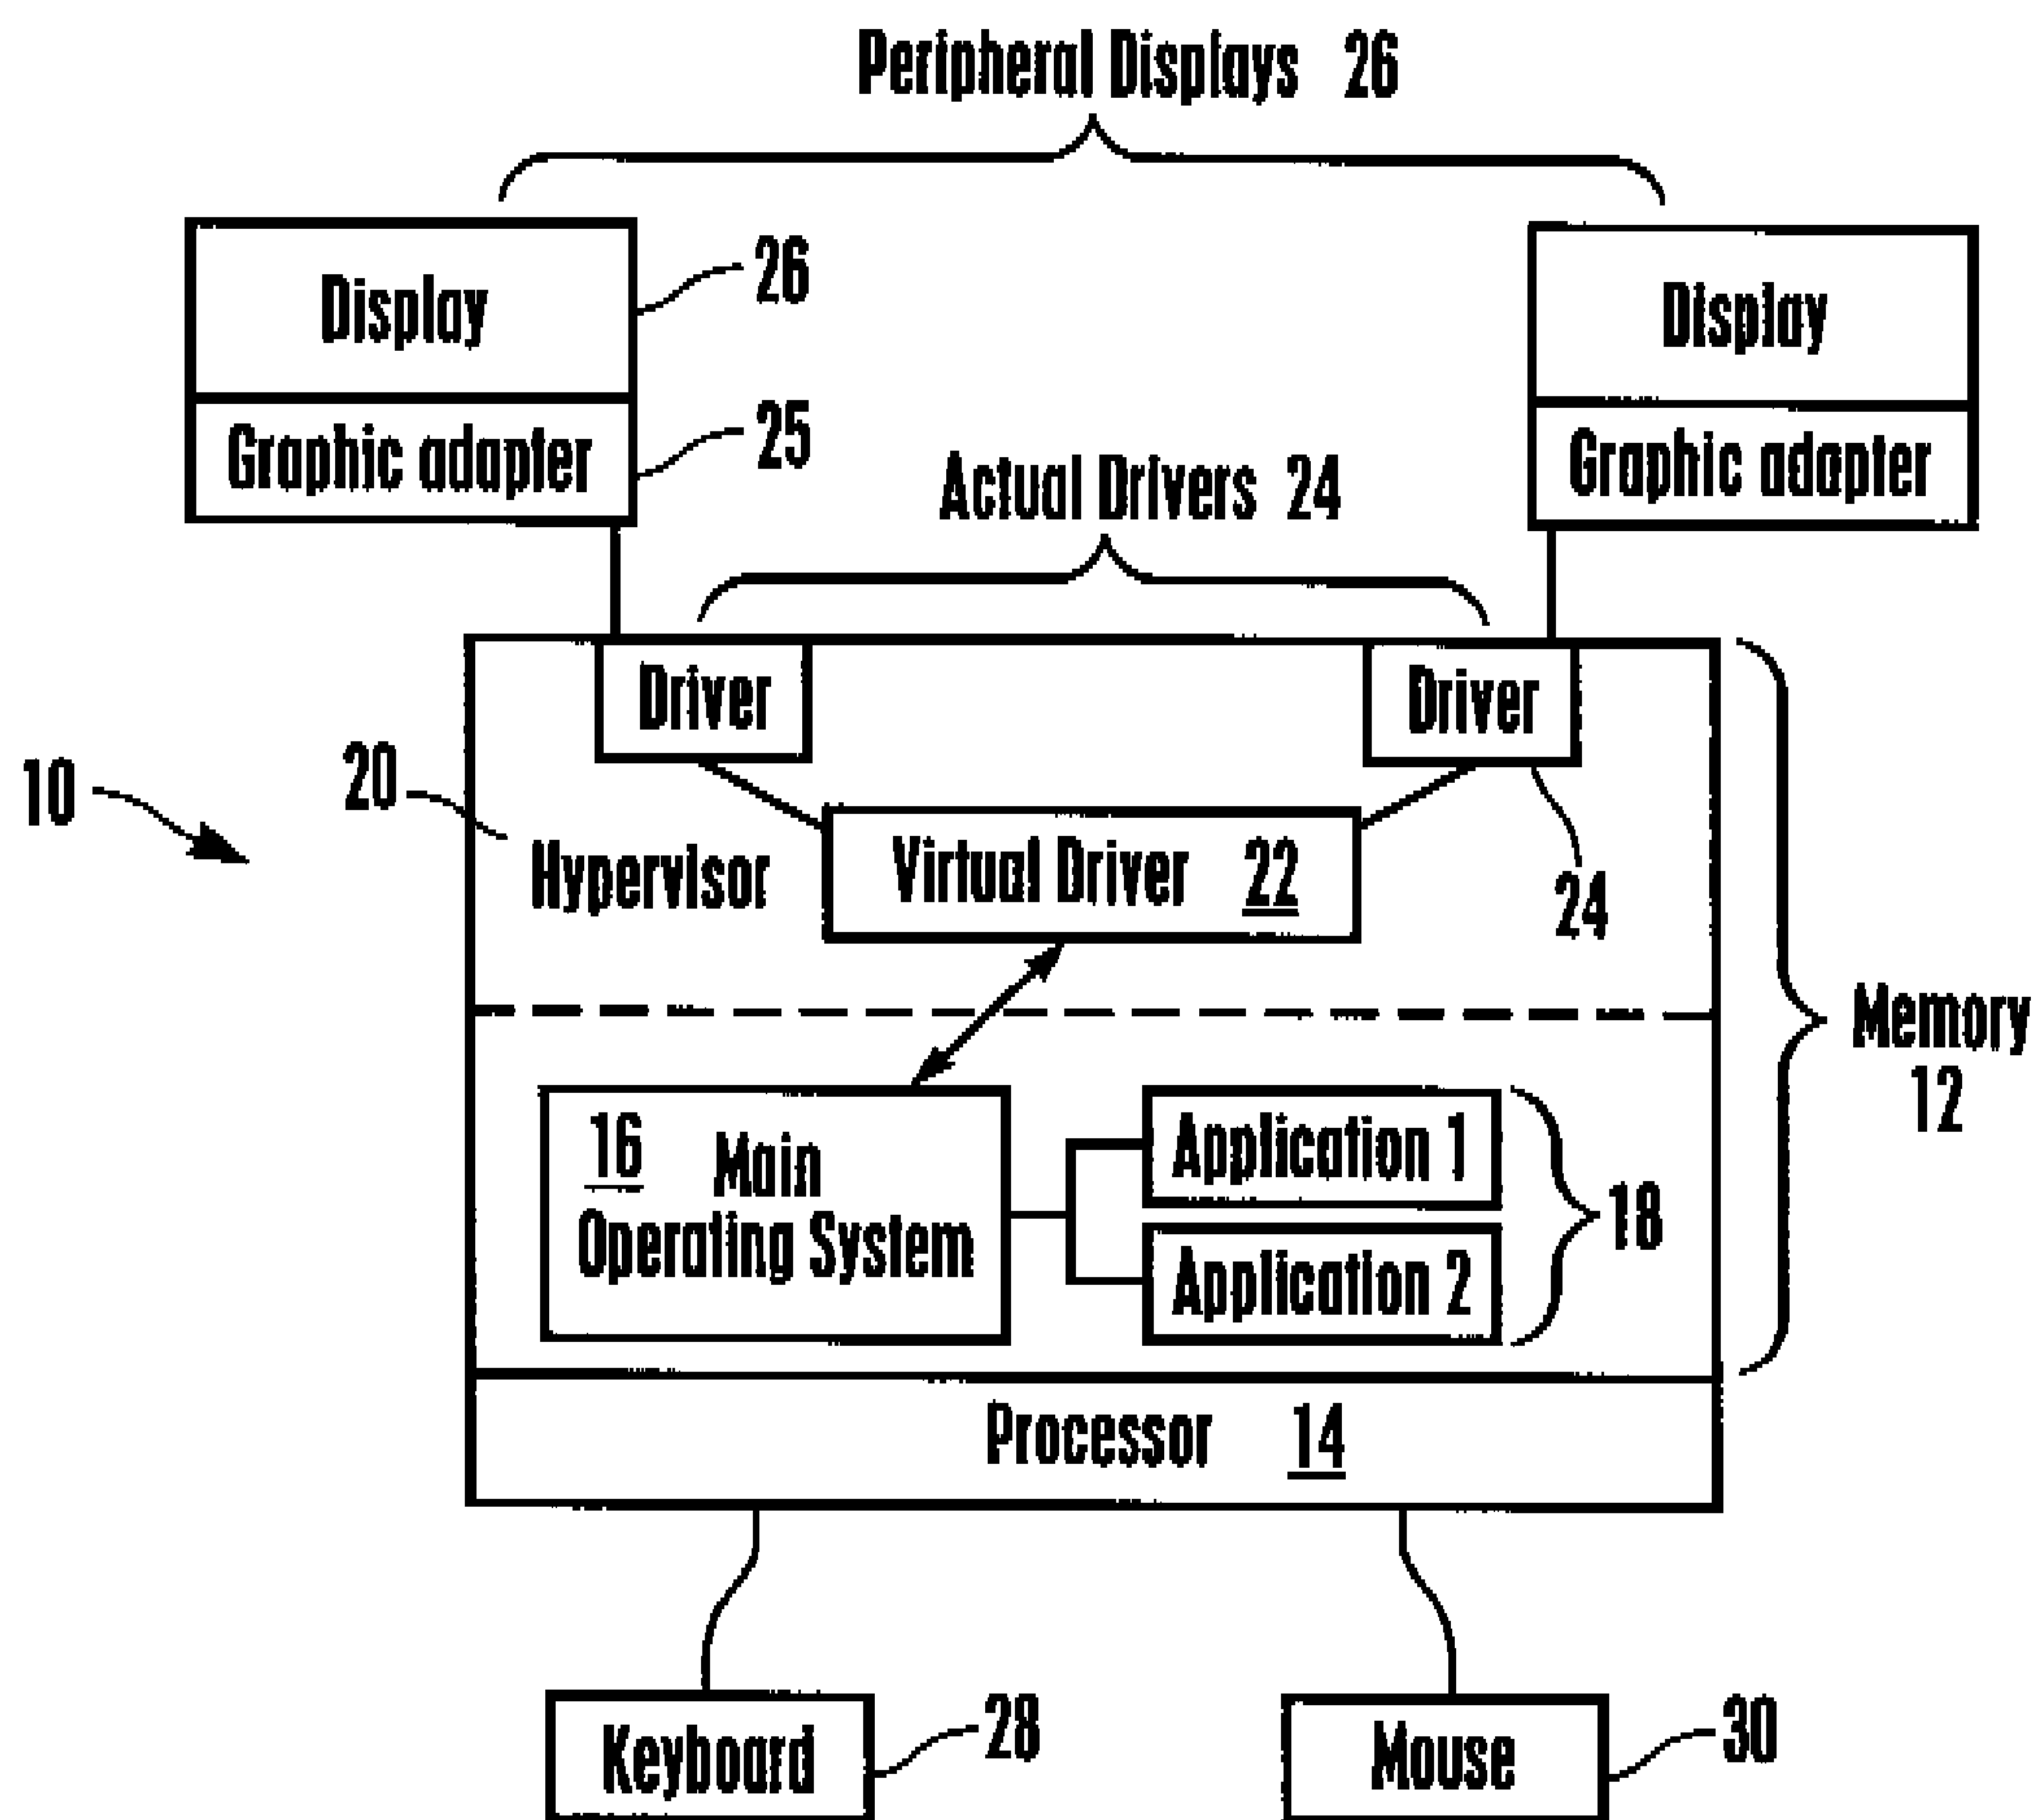 Peripheral Displays 26
Display
26
Display
Graphic adapter
25
Graphic adapter
Actual Drivers 24
Driver
Driver
10
20
Hypervisor
Virtual Driver 22
24
Memory
12
16
Main
Operating System
Application 1
18
Application 2
Processor 14
Keyboard
28
Mouse
30